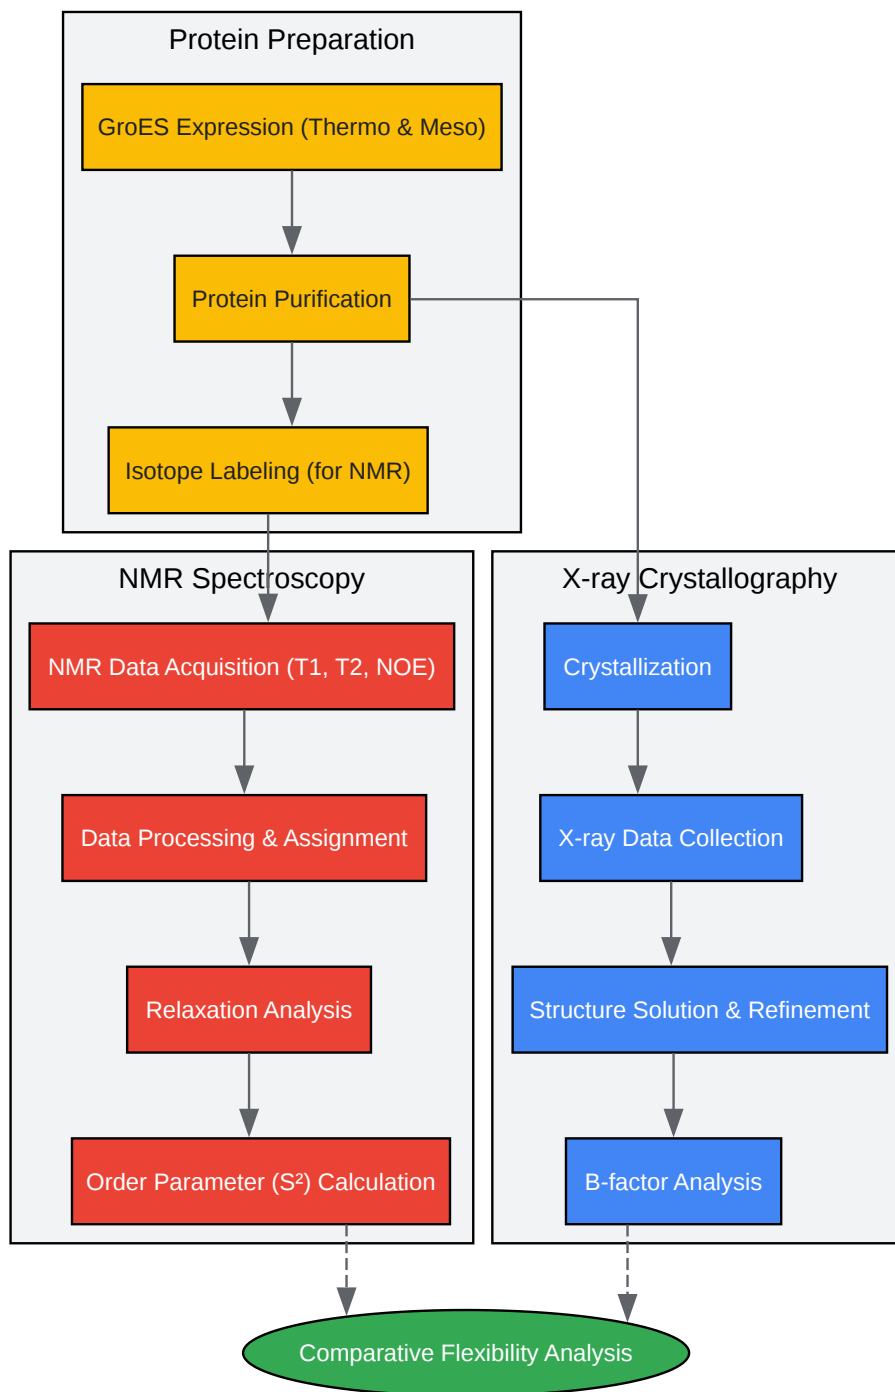 Protein Preparation
GroES Expression (Thermo & Meso)
Protein Purification
Isotope Labeling (for NMR)
NMR Spectroscopy
NMR Data Acquisition (T1, T2, NOE)
Data Processing & Assignment
Relaxation Analysis
Order Parameter (S²) Calculation
X-ray Crystallography
Crystallization
X-ray Data Collection
Structure Solution & Refinement
B-factor Analysis
Comparative Flexibility Analysis